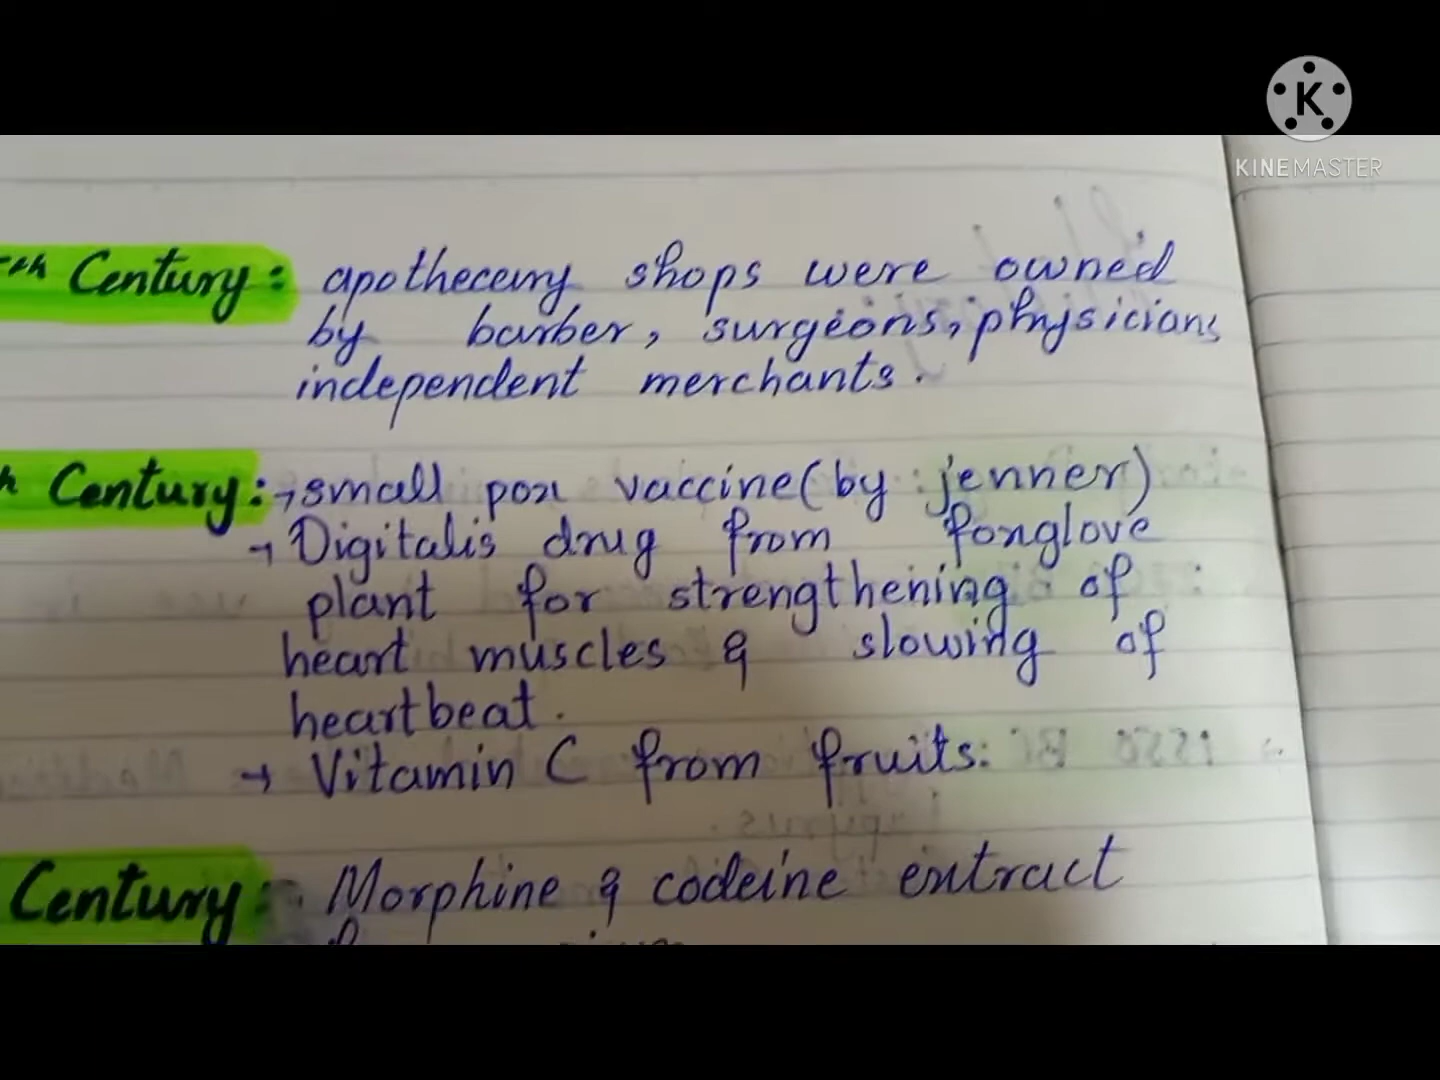 KINEMASTER
Century: apothecary shops were owned
by barber, surgeons, physicians
independent merchants.
Century: → small pox vaccine (by: jenner)
→ Digitalis drug from foxglove
plant for strengthening of
heart muscles & slowing of
heartbeat.
→ Vitamin C from fruits.
Century: Morphine & codeine extract